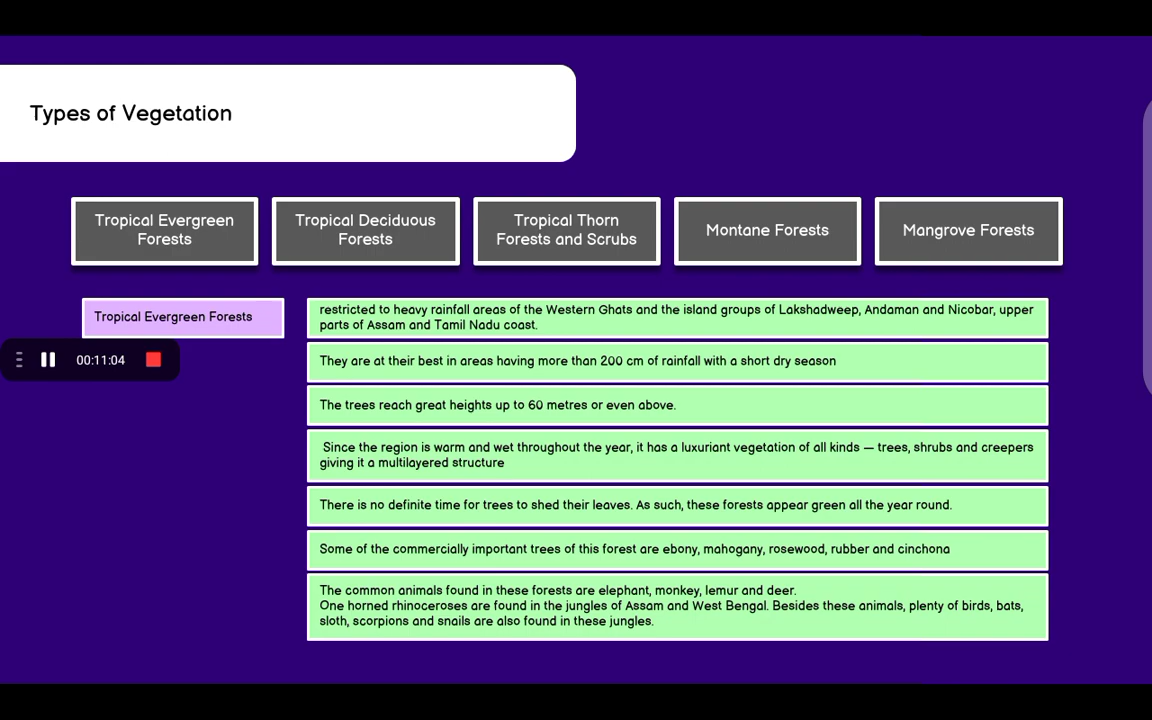 Types of Vegetation
Tropical Evergreen
Forests
Tropical Deciduous
Forests
Tropical Thorn
Forests and Scrubs
Montane Forests
Mangrove Forests
Tropical Evergreen Forests
restricted to heavy rainfall areas of the Western Ghats and the island groups of Lakshadweep, Andaman and Nicobar, upper
parts of Assam and Tamil Nadu coast.
00:11:04
They are at their best in areas having more than 200 cm of rainfall with a short dry season
The trees reach great heights up to 60 metres or even above.
Since the region is warm and wet throughout the year, it has a luxuriant vegetation of all kinds — trees, shrubs and creepers
giving it a multilayered structure
There is no definite time for trees to shed their leaves. As such, these forests appear green all the year round.
Some of the commercially important trees of this forest are ebony, mahogany, rosewood, rubber and cinchona
The common animals found in these forests are elephant, monkey, lemur and deer.
One horned rhinoceroses are found in the jungles of Assam and West Bengal. Besides these animals, plenty of birds, bats,
sloth, scorpions and snails are also found in these jungles.